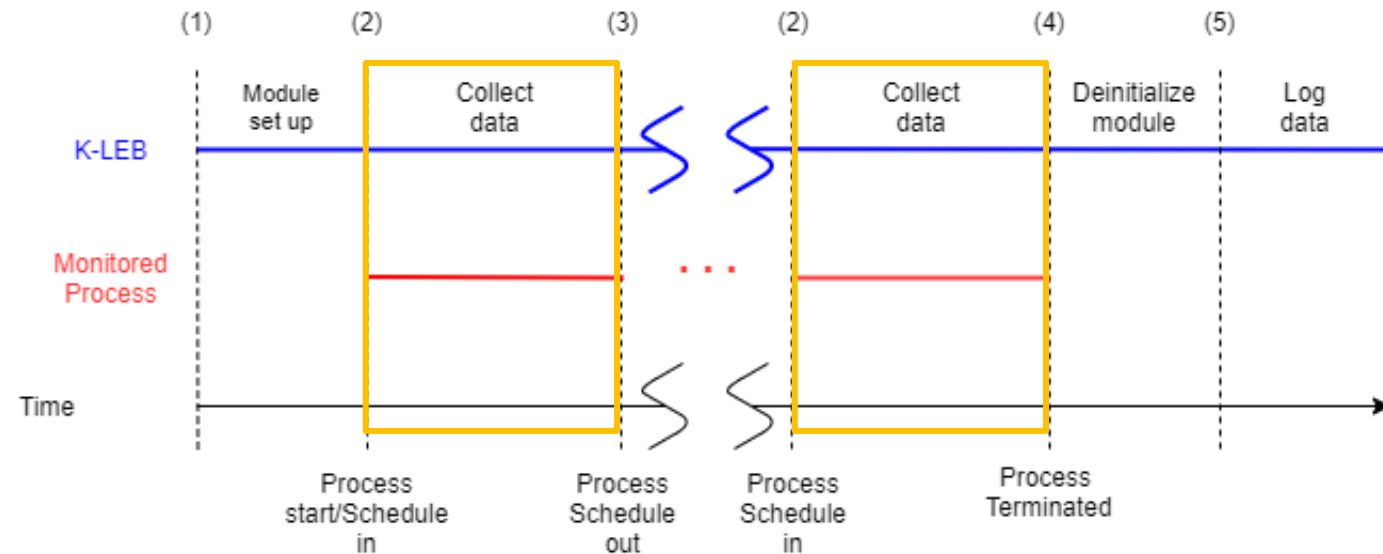 (1)
(2)
(3)
(2)
(4)
(5)
Module
set up
Collect
data
Collect
data
Deinitialize
module
Log
data
K-LEB
Monitored
Process
. . .
Time
Process
start/Schedule
in
Process
Schedule
out
Process
Schedule
in
Process
Terminated